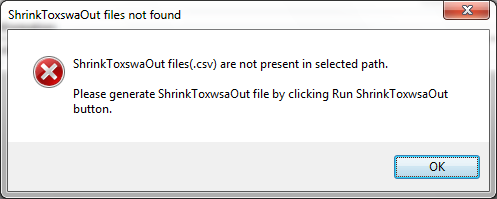 ShrinkToxswaOut files not found
ShrinkToxswaOut files(.csv) are not present in selected path.
Please generate ShrinkToxwsaOut file by clicking Run ShrinkToxwsaOut
button.
OK